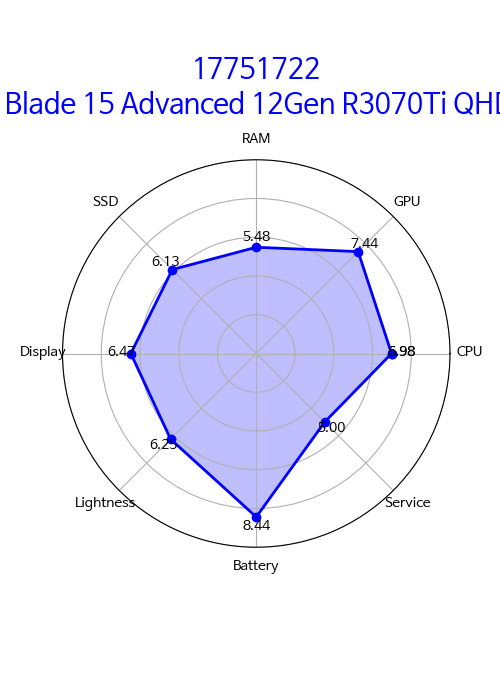 17751722
Blade 15 Advanced 12Gen R3070Ti QHD
RAM
SSD
GPU
5.48
7.44
6.13
Display
6.47
6.98
CPU
6.25
5.00
Lightness
Service
8.44
Battery